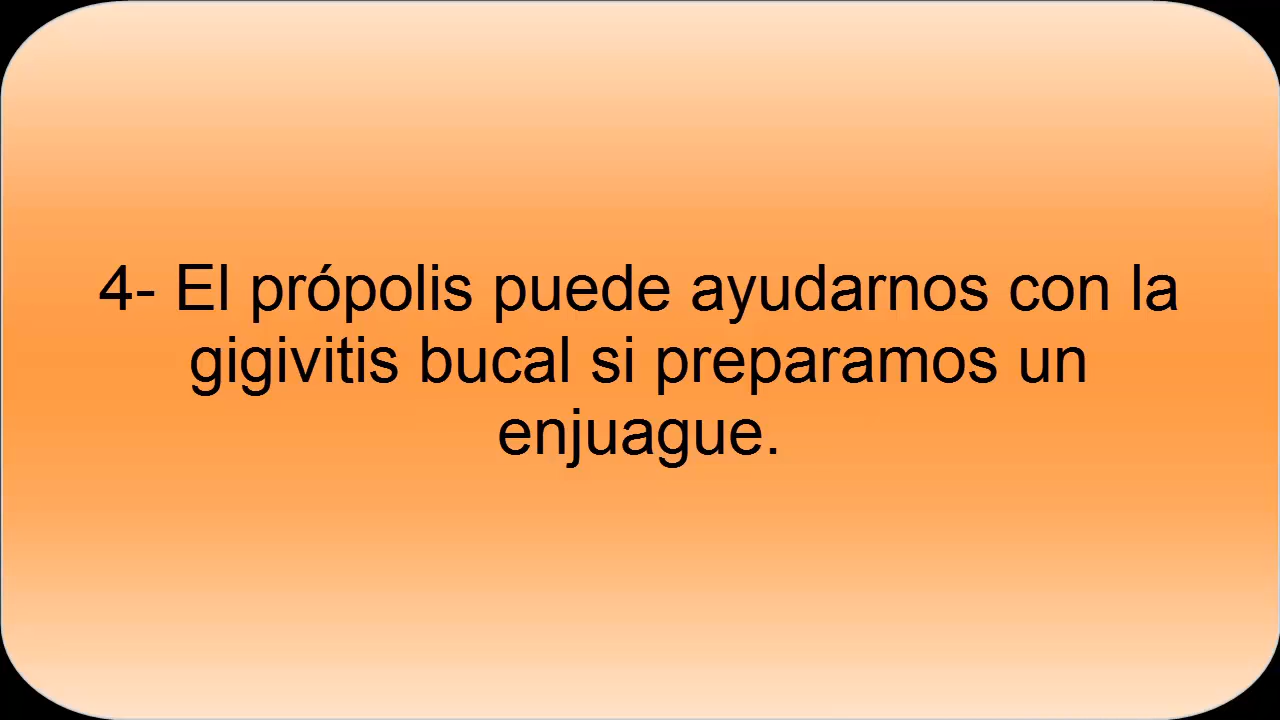 4- El própolis puede ayudarnos con la
gigivitis bucal si preparamos un
enjuague.